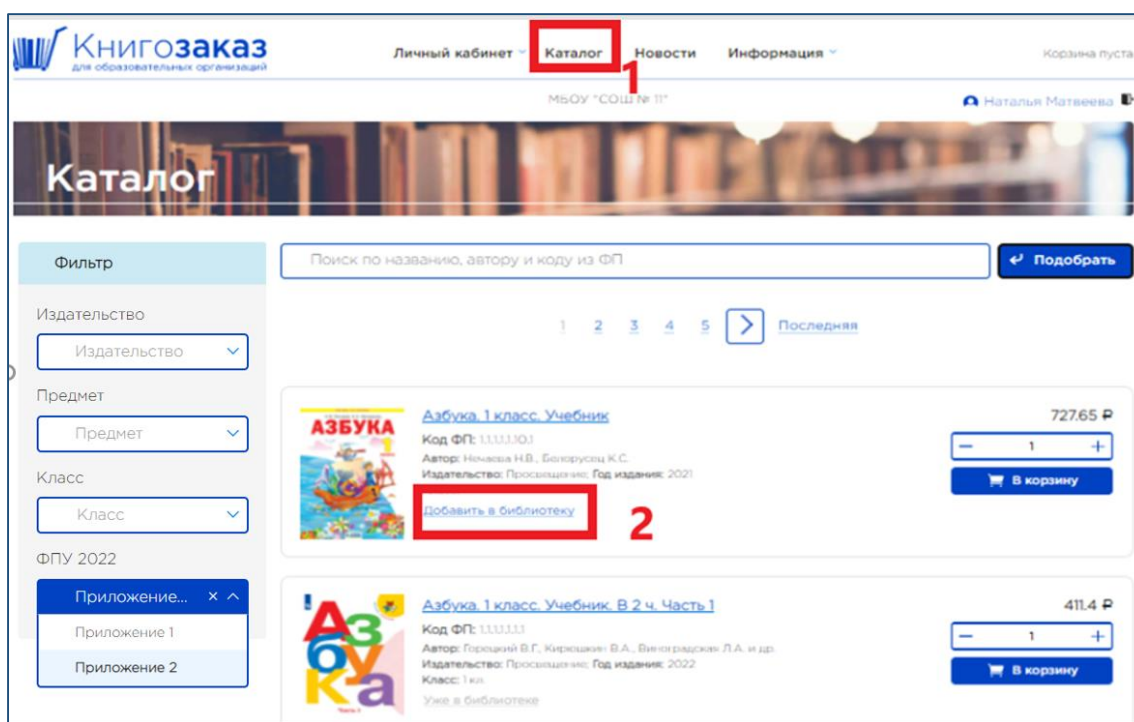 Книгозаказ
для образовательных организаций
Личный кабинет Каталог Новости Информация Корзина пуста
1
МБОУ "СОШ № 11" Наталья Матвеева
Каталог
Фильтр
Поиск по названию, автору и коду из ФП
Подобрать
Издательство
Издательство
Предмет
Предмет
Класс
Класс
ФПУ 2022
Приложение...
Приложение 1
Приложение 2
1 2 3 4 5 > Последняя
АЗБУКА
1
Азбука. 1 класс. Учебник
Код ФП: 1.1.1.1.1.10.1
Автор: Нечаева Н.В., Белорусец К.С.
Издательство: Просвещение; Год издания: 2021
Добавить в библиотеку
2
727.65 ₽
− 1 +
В корзину
Азбука
Часть 1
Азбука. 1 класс. Учебник. В 2 ч. Часть 1
Код ФП: 1.1.1.1.1.1.1
Автор: Горецкий В.Г., Кирюшкин В.А., Виноградская Л.А. и др.
Издательство: Просвещение; Год издания: 2022
Класс: 1 кл.
Уже в библиотеке
411.4 ₽
− 1 +
В корзину